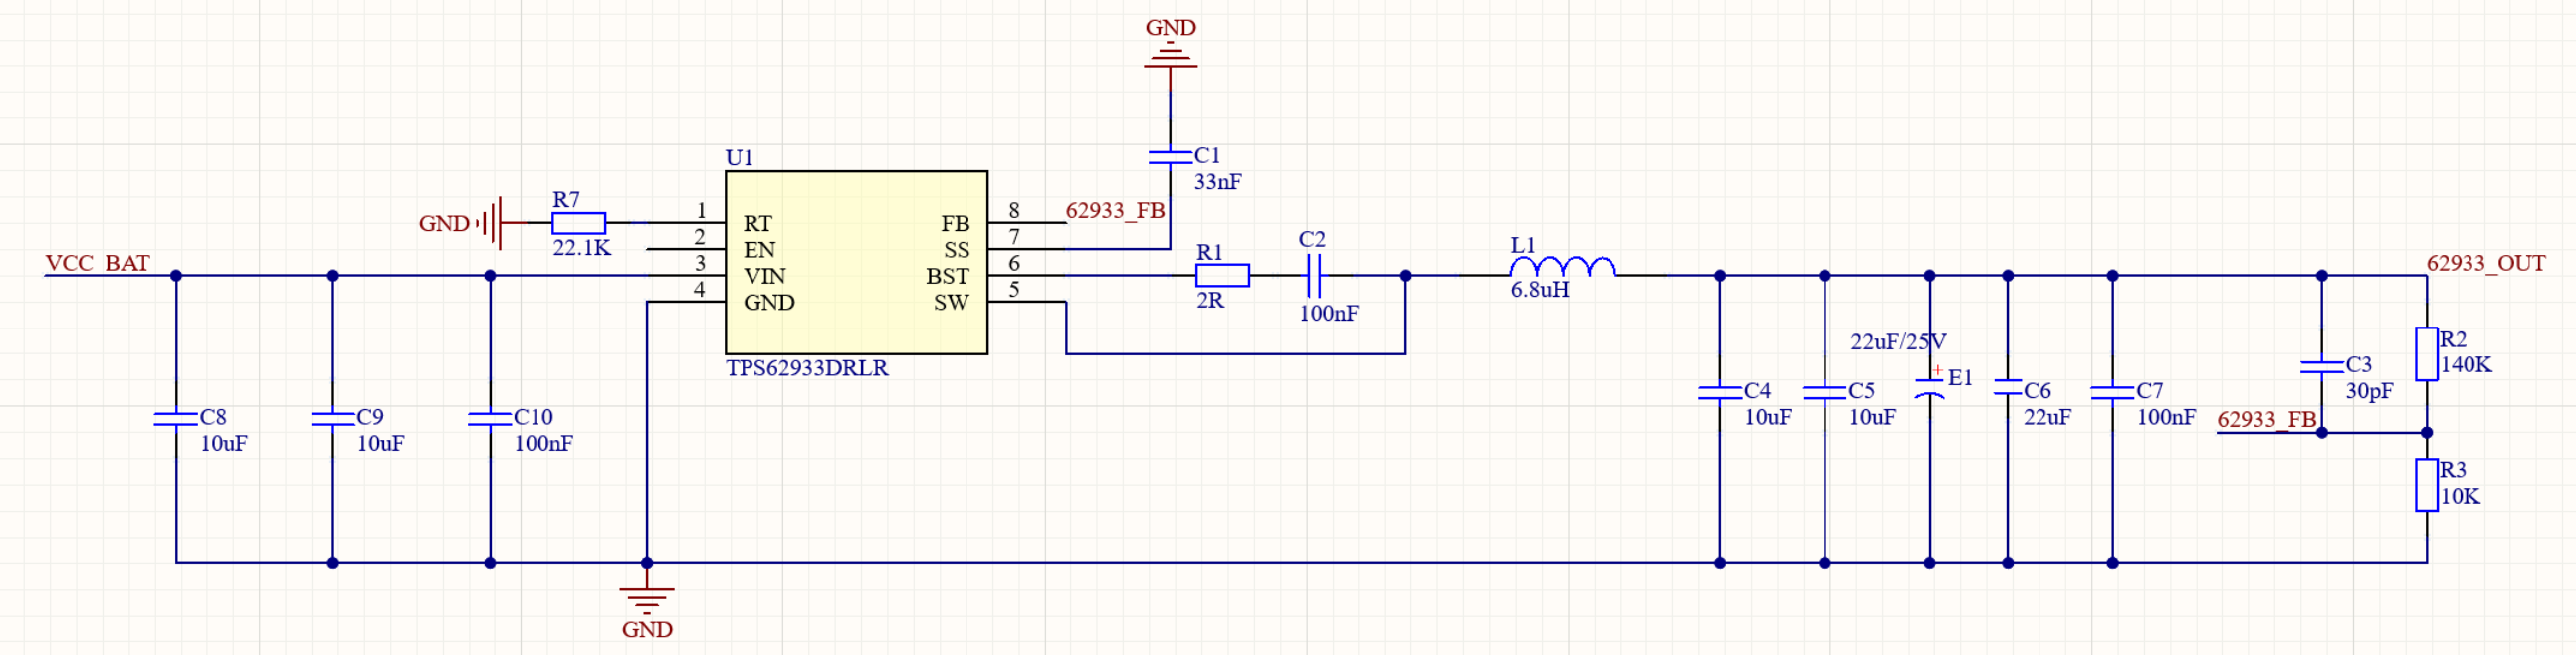 GND
U1
C1
33nF
R7
GND
22.1K
1
RT
2
EN
3
VIN
4
GND
FB
8
SS
7
BST
6
SW
5
TPS62933DRLR
62933_FB
VCC_BAT
R1
2R
C2
100nF
L1
6.8uH
62933_OUT
C8
10uF
C9
10uF
C10
100nF
C4
10uF
C5
10uF
22uF/25V
+
E1
C6
22uF
C7
100nF
C3
30pF
R2
140K
62933_FB
R3
10K
GND